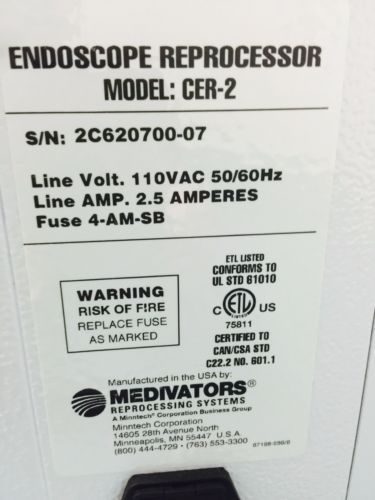 ENDOSCOPE REPROCESSOR
MODEL: CER-2
S/N: 2C620700-07
Line Volt. 110VAC 50/60Hz
Line AMP. 2.5 AMPERES
Fuse 4-AM-SB
WARNING
RISK OF FIRE
REPLACE FUSE
AS MARKED
ETL LISTED
CONFORMS TO
UL STD 61010
C ETL US
LISTED
75811
CERTIFIED TO
CAN/CSA STD
C22.2 NO. 601.1
Manufactured in the USA by:
MEDIVATORS®
REPROCESSING SYSTEMS
A Minntech® Corporation Business Group
Minntech Corporation
14605 28th Avenue North
Minneapolis, MN 55447 U.S.A.
(800) 444-4729 - (763) 553-3300